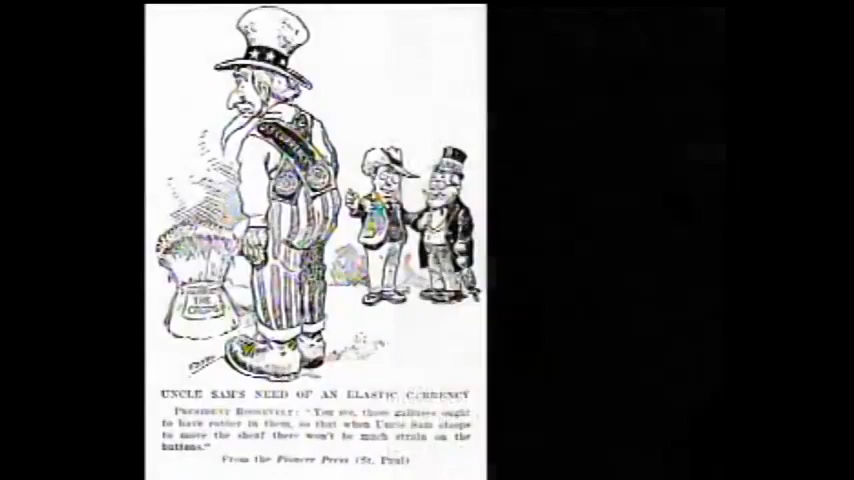 CURRENCY
THE
CROPS
UNCLE SAM'S NEED OF AN ELASTIC CURRENCY
PRESIDENT ROOSEVELT: "You see, those galluses ought
to have rubber in them, so that when Uncle Sam stoops
to move the sheaf there won't be much strain on the
buttons."
From the Pioneer Press (St. Paul)